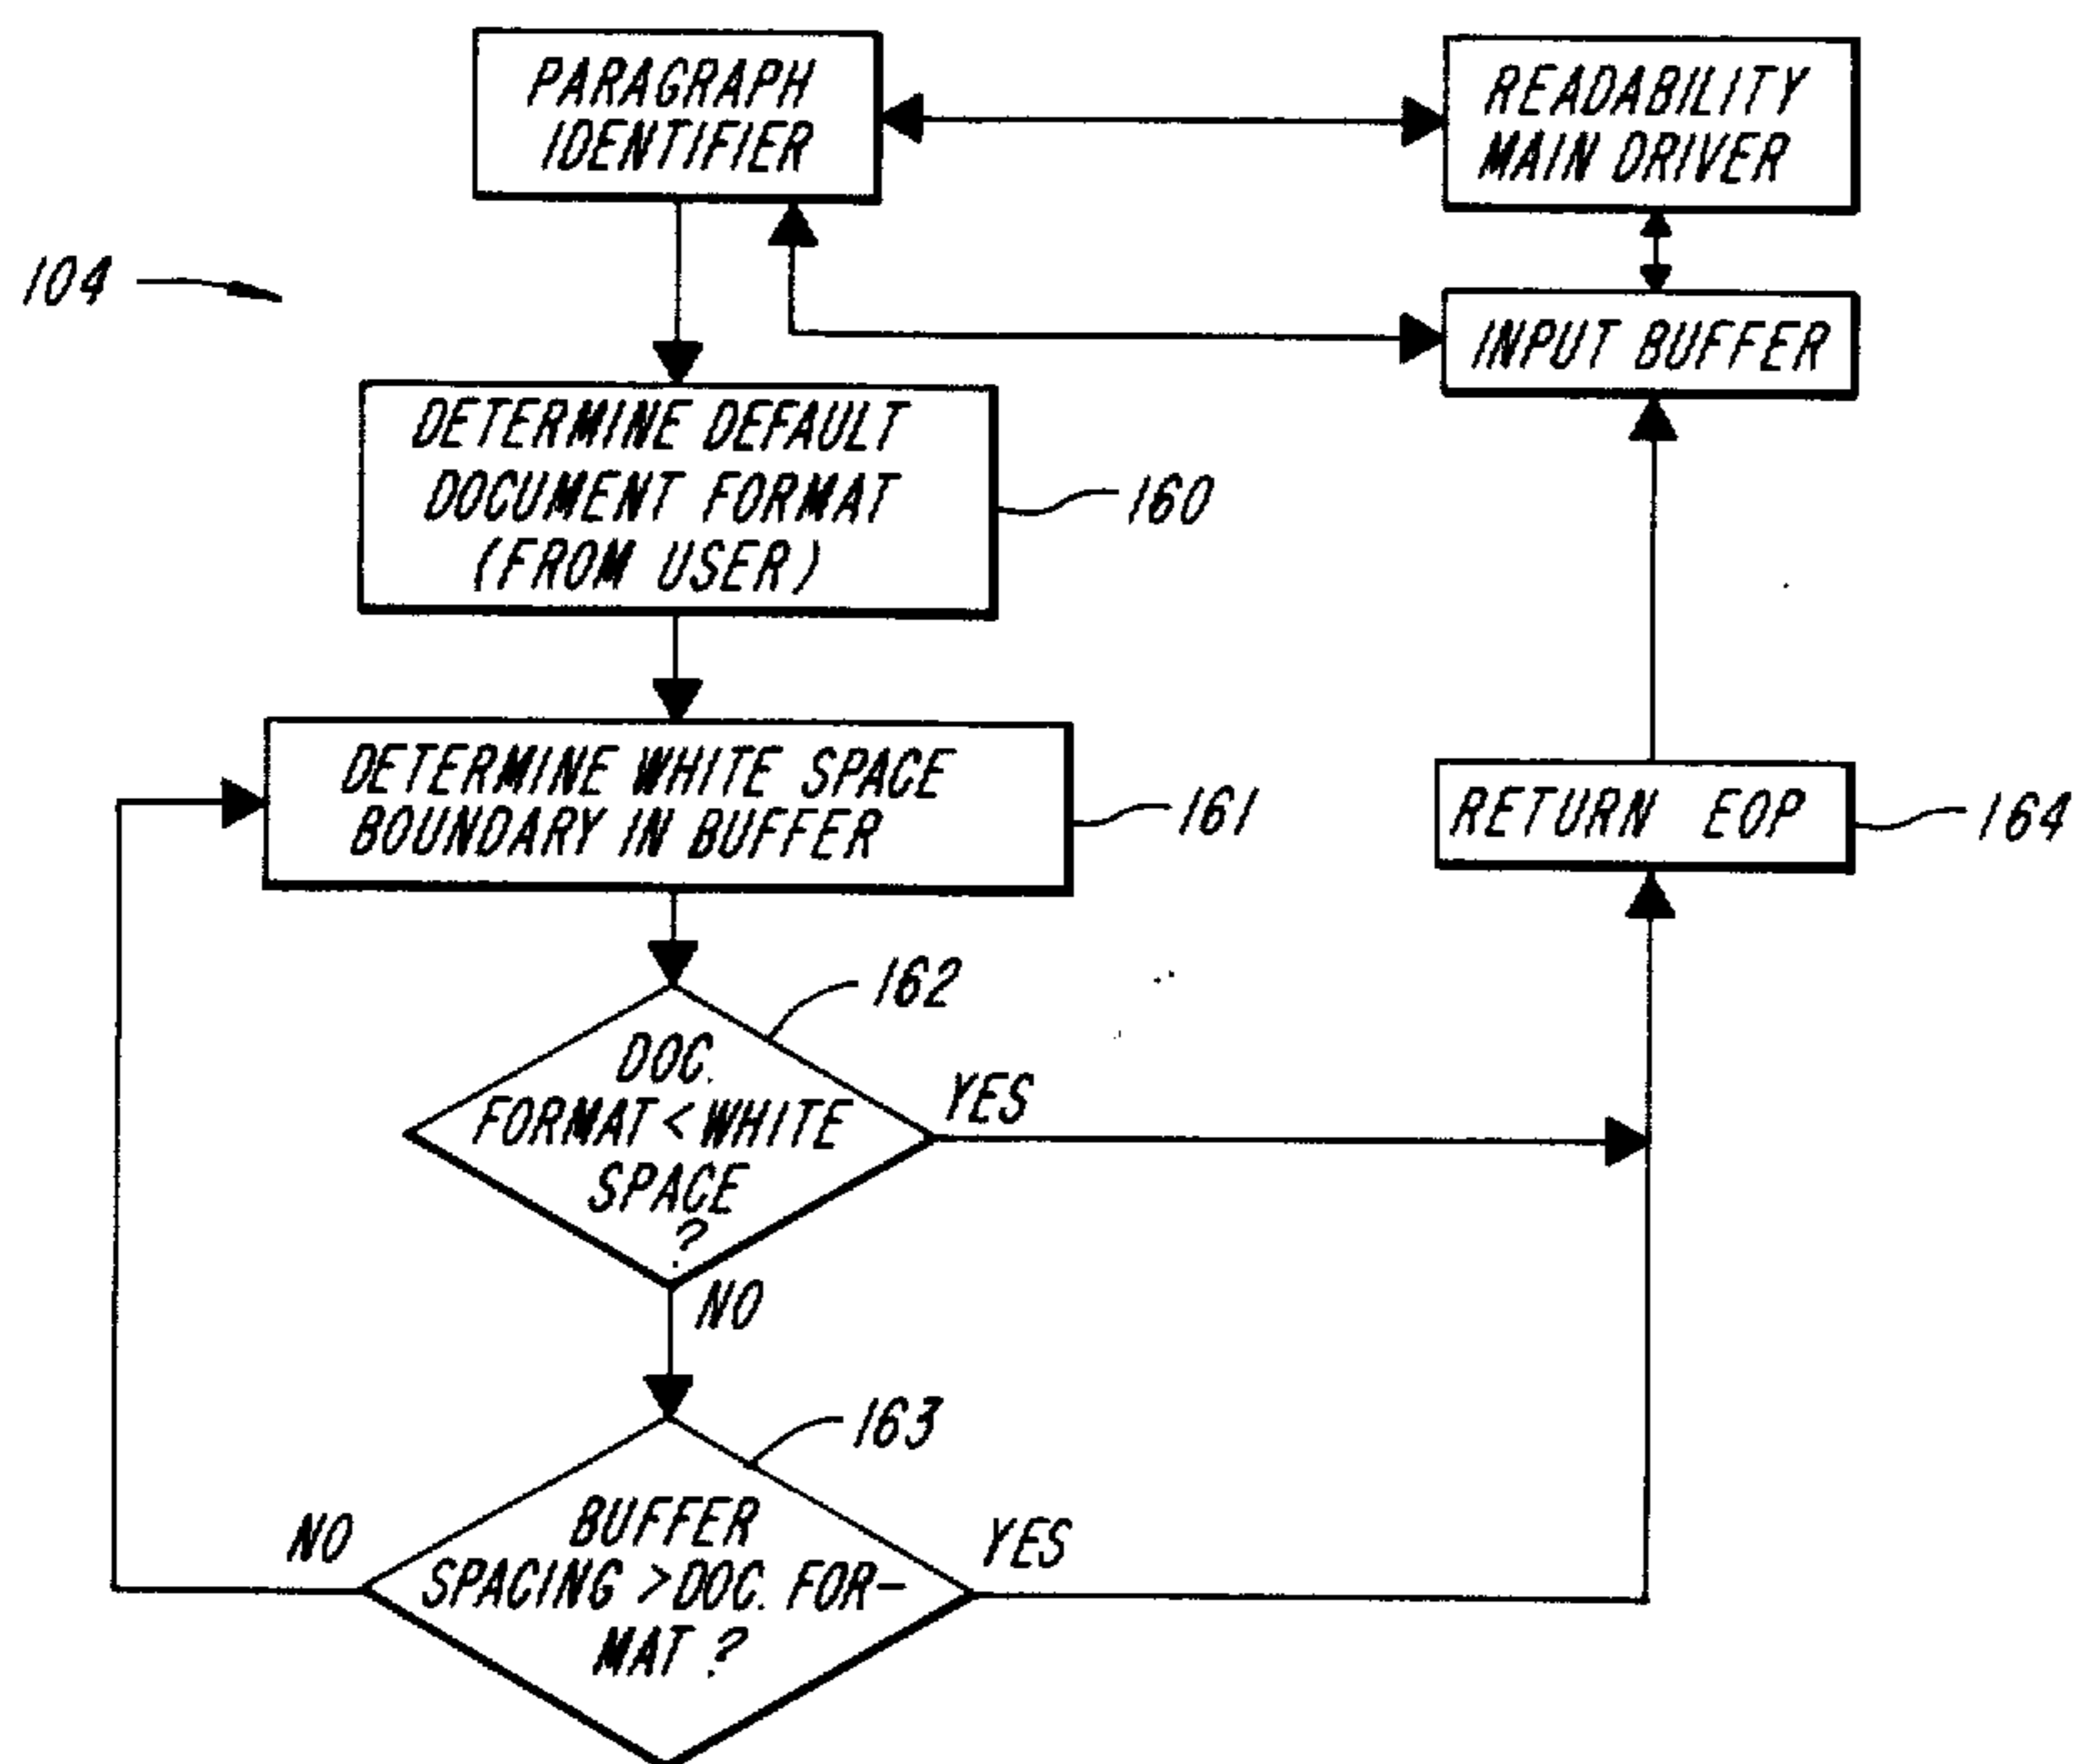 PARAGRAPH
IDENTIFIER
READABILITY
MAIN DRIVER
104
INPUT BUFFER
DETERMINE DEFAULT
DOCUMENT FORMAT
(FROM USER)
160
DETERMINE WHITE SPACE
BOUNDARY IN BUFFER
161
RETURN EOP
164
162
DOC.
FORMAT < WHITE
SPACE
?
YES
NO
163
BUFFER
SPACING > DOC. FOR-
MAT ?
NO
YES